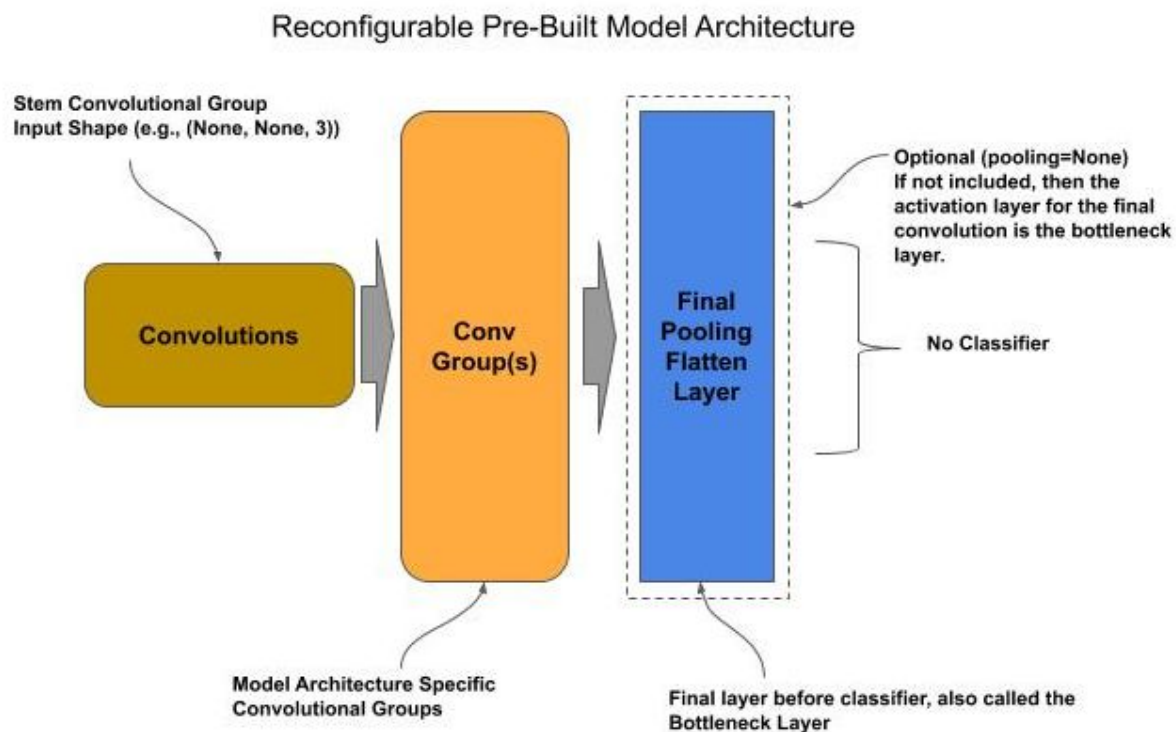 Reconfigurable Pre-Built Model Architecture
Stem Convolutional Group
Input Shape (e.g., (None, None, 3))
Optional (pooling=None)
If not included, then the
activation layer for the final
convolution is the bottleneck
layer.
Convolutions
Conv
Group(s)
Final
Pooling
Flatten
Layer
No Classifier
Model Architecture Specific
Convolutional Groups
Final layer before classifier, also called the
Bottleneck Layer